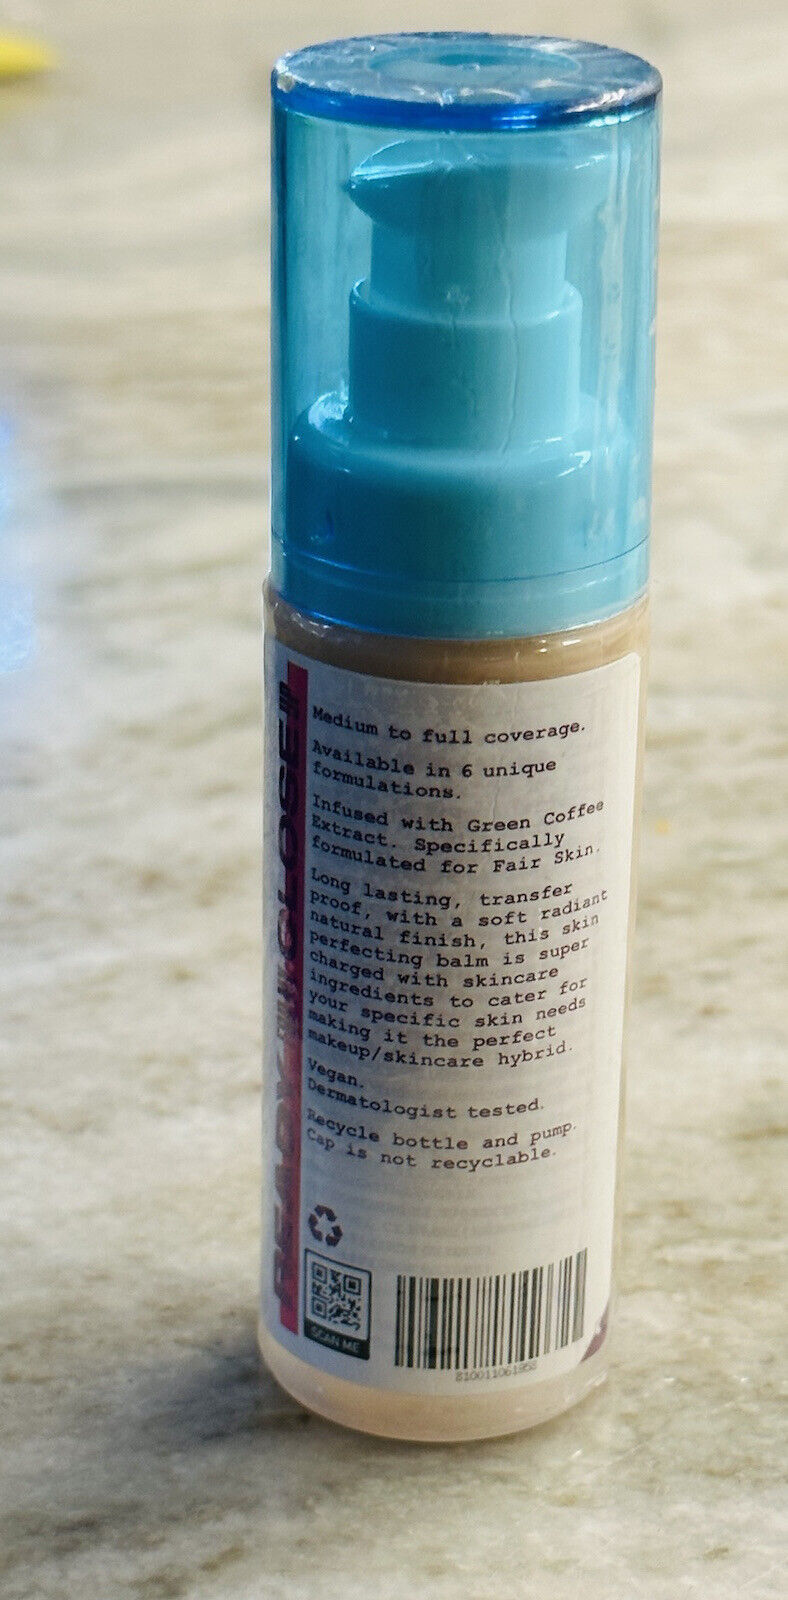 Medium to full coverage.
Available in 6 unique
formulations.
Infused with Green Coffee
Extract. Specifically
formulated for Fair Skin.
Long lasting, transfer
proof, with a soft radiant
natural finish, this skin
perfecting balm is super
charged with skincare
ingredients to cater for
your specific skin needs
making it the perfect
makeup/skincare hybrid.
Vegan.
Dermatologist tested.
Recycle bottle and pump.
Cap is not recyclable.
SCAN ME
810011061958